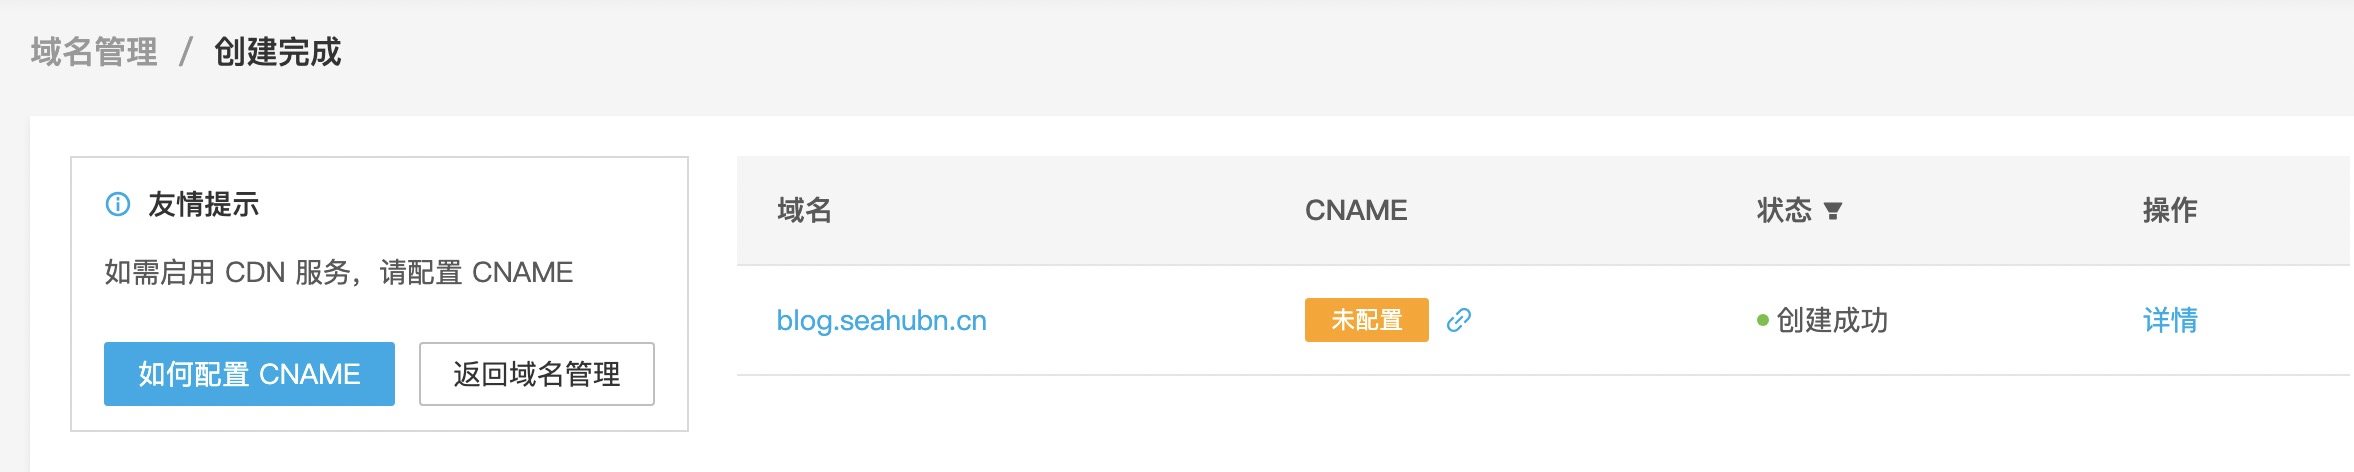 域名管理 / 创建完成
友情提示
如需启用 CDN 服务，请配置 CNAME
如何配置 CNAME 返回域名管理
域名 CNAME 状态 操作
blog.seahubn.cn 未配置 创建成功 详情